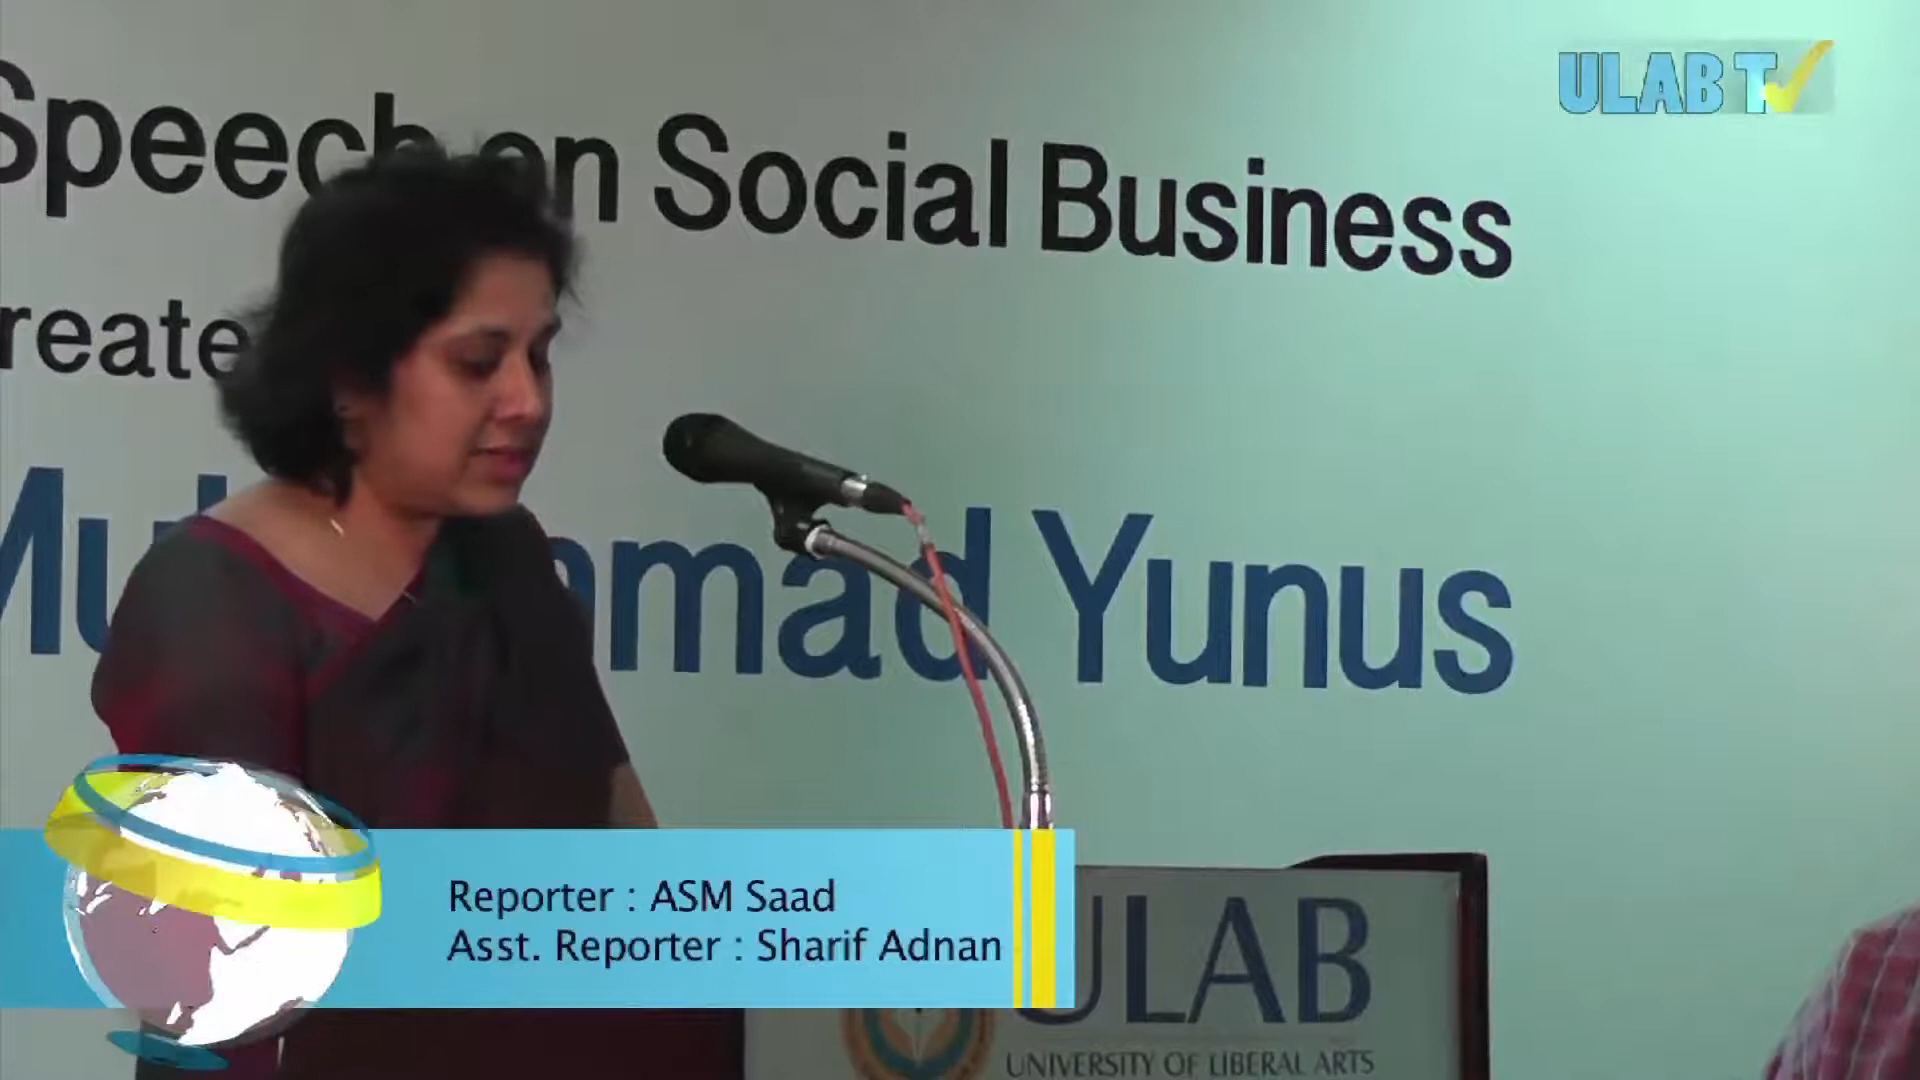 ULAB TV
Speech on Social Business
reate
Muhammad Yunus
Reporter : ASM Saad
Asst. Reporter : Sharif Adnan
ULAB
UNIVERSITY OF LIBERAL ARTS